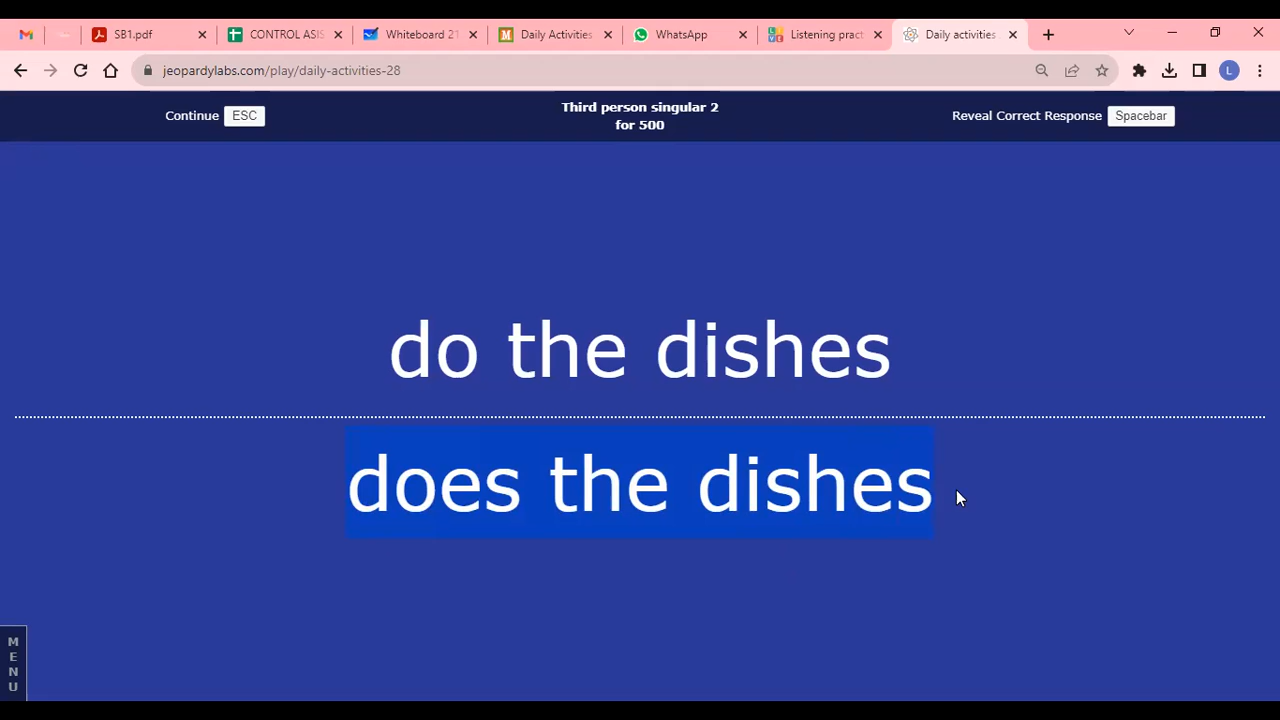 SB1.pdf
CONTROL ASIS
Whiteboard 21
Daily Activities
WhatsApp
Listening pract
Daily activities
jeopardylabs.com/play/daily-activities-28
L
Continue ESC
Third person singular 2
for 500
Reveal Correct Response Spacebar
do the dishes
does the dishes
MENU